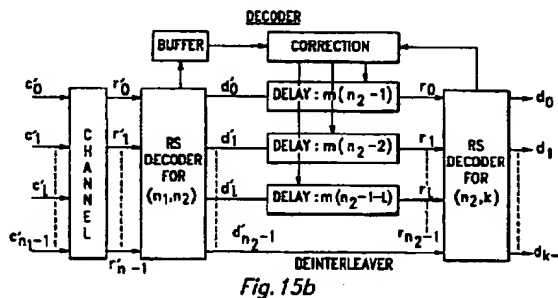 DECODER
BUFFER
CORRECTION
c'0 r'0 d'0 DELAY : m(n2-1) r0 d0
c'1 r'1 d'1 DELAY : m(n2-2) r1 d1
c'L d'L DELAY : m(n2-1-L) rL
c'n1-1 r'n-1 d'n2-1 rn2-1 dk-
CHANNEL
RS
DECODER
FOR
(n1,n2)
RS
DECODER
FOR
(n2,k)
DEINTERLEAVER
Fig. 15b